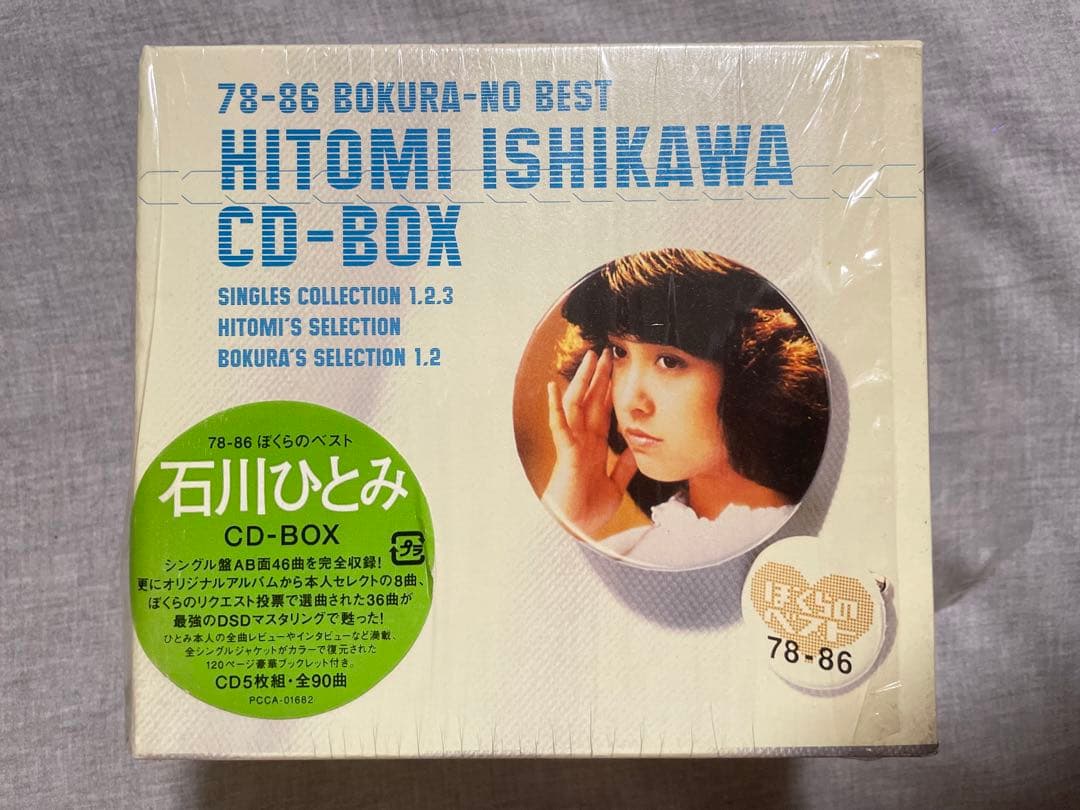 78-86 BOKURA-NO BEST
HITOMI ISHIKAWA
CD-BOX
SINGLES COLLECTION 1,2,3
HITOMI'S SELECTION
BOKURA'S SELECTION 1,2
78-86 ぼくらのベスト
石川ひとみ
CD-BOX
プラ
シングル盤AB面46曲を完全収録!
更にオリジナルアルバムから本人セレクトの8曲、
ぼくらのリクエスト投票で選曲された36曲が
最強のDSDマスタリングで甦った!
ひとみ本人の全曲レビューやインタビューなど満載、
全シングルジャケットがカラーで復元された
120ページ豪華ブックレット付き。
CD5枚組・全90曲
PCCA-01682
ぼくらの
ベスト
78-86